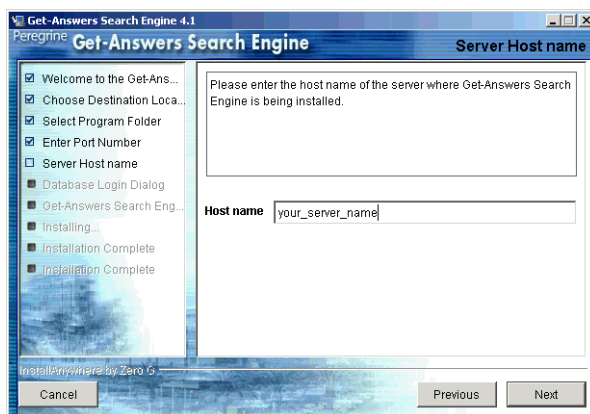 Get-Answers Search Engine 4.1
Peregrine Get-Answers Search Engine
Server Host name
Welcome to the Get-Ans...
Choose Destination Loca...
Select Program Folder
Enter Port Number
Server Host name
Database Login Dialog
Get-Answers Search Eng...
Installing...
Installation Complete
Installation Complete
Please enter the host name of the server where Get-Answers Search
Engine is being installed.
Host name your_server_name
InstallAnywhere by Zero G
Cancel
Previous
Next